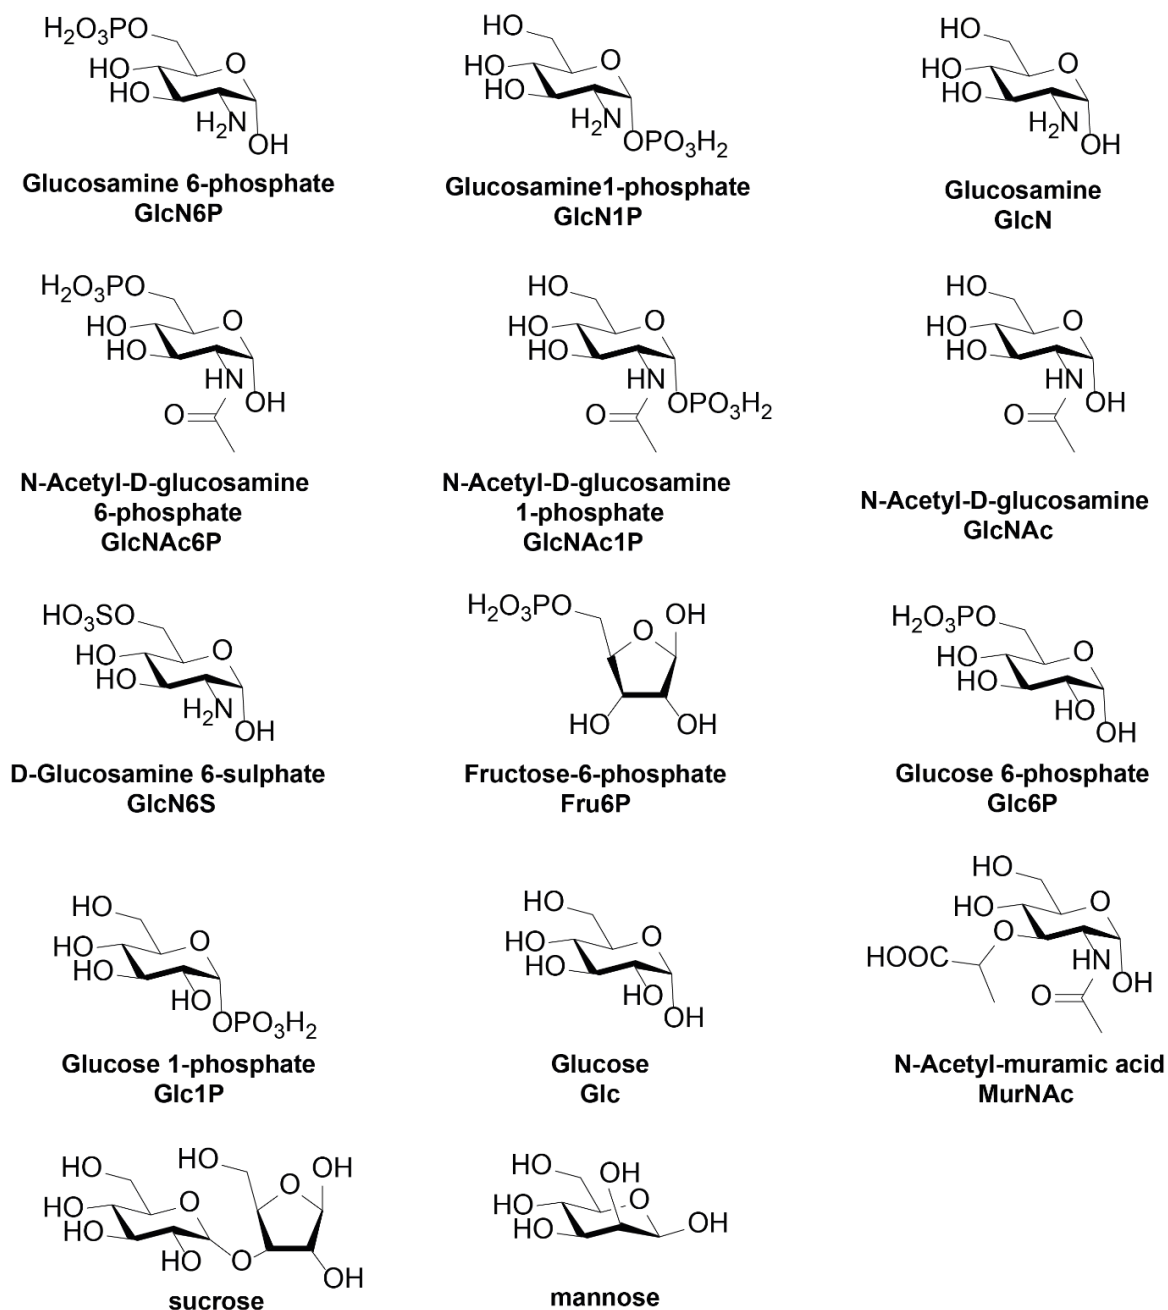 H₂O₃PO
O
HO
HO
H₂N
OH
Glucosamine 6-phosphate
GlcN6P
HO
O
HO
HO
H₂N
OPO₃H₂
Glucosamine1-phosphate
GlcN1P
HO
O
HO
HO
H₂N
OH
Glucosamine
GlcN
H₂O₃PO
O
HO
HO
HN
OH
O
N-Acetyl-D-glucosamine
6-phosphate
GlcNAc6P
HO
O
HO
HO
HN
OPO₃H₂
O
N-Acetyl-D-glucosamine
1-phosphate
GlcNAc1P
HO
O
HO
HO
HN
OH
O
N-Acetyl-D-glucosamine
GlcNAc
HO₃SO
O
HO
HO
H₂N
OH
D-Glucosamine 6-sulphate
GlcN6S
H₂O₃PO
OH
O
HO
OH
Fructose-6-phosphate
Fru6P
H₂O₃PO
O
HO
HO
HO
OH
Glucose 6-phosphate
Glc6P
HO
O
HO
HO
HO
OPO₃H₂
Glucose 1-phosphate
Glc1P
HO
O
HO
HO
HO
OH
Glucose
Glc
HO
O
HO
O
HOOC
HN
OH
O
N-Acetyl-muramic acid
MurNAc
HO
HO
OH
O
O
HO
HO
HO
O
OH
sucrose
HO
OH
O
HO
HO
OH
mannose